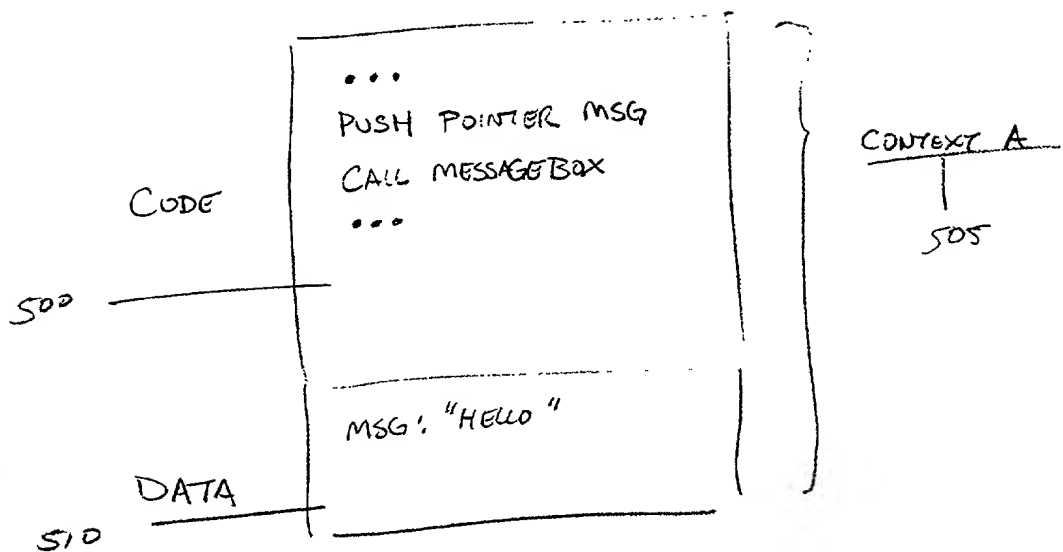 •••
PUSH POINTER MSG
CALL MESSAGEBOX
•••
CODE
500
CONTEXT A
505
MSG: "HELLO"
DATA
510